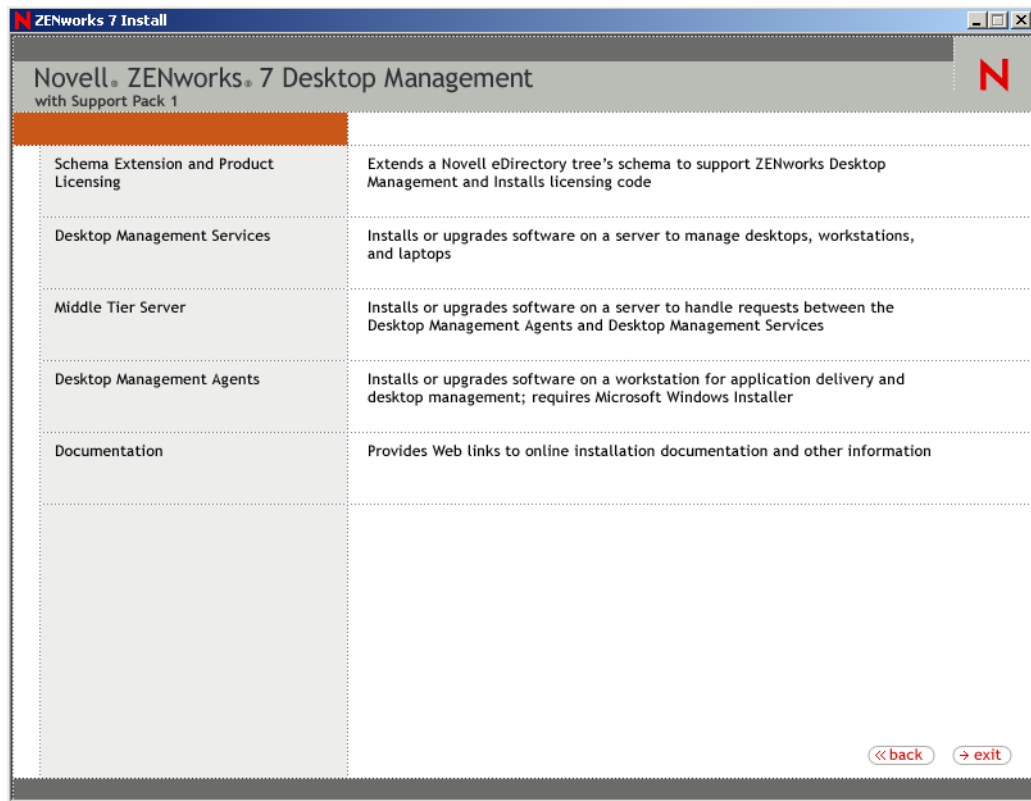 ZENworks 7 Install
Novell® ZENworks® 7 Desktop Management
with Support Pack 1
Schema Extension and Product
Licensing
Extends a Novell eDirectory tree's schema to support ZENworks Desktop
Management and Installs licensing code
Desktop Management Services
Installs or upgrades software on a server to manage desktops, workstations,
and laptops
Middle Tier Server
Installs or upgrades software on a server to handle requests between the
Desktop Management Agents and Desktop Management Services
Desktop Management Agents
Installs or upgrades software on a workstation for application delivery and
desktop management; requires Microsoft Windows Installer
Documentation
Provides Web links to online installation documentation and other information
« back
→ exit